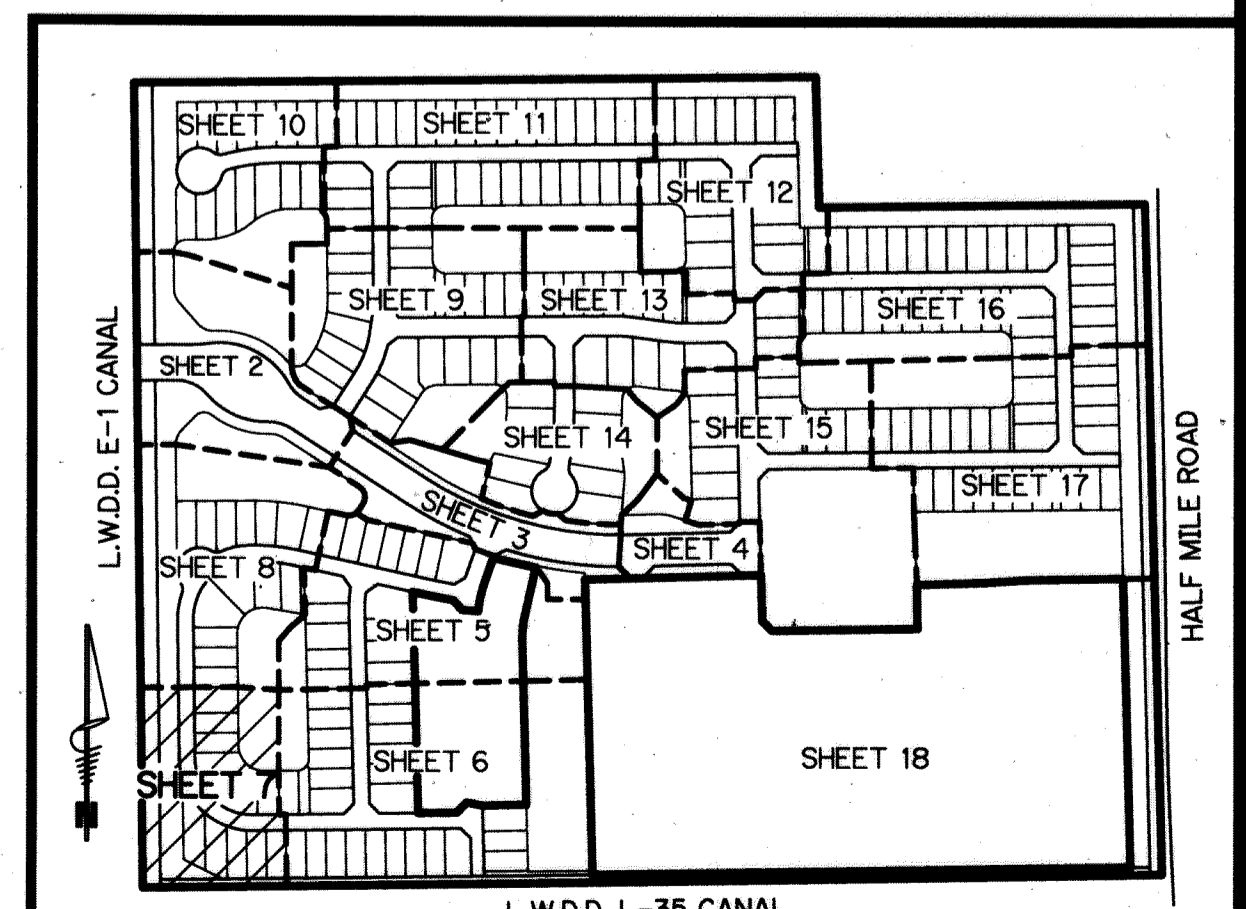 SHEET 10
SHEET 11
SHEET 12
SHEET 9
SHEET 13
SHEET 16
SHEET 2
L.W.D.D. E-1 CANAL
SHEET 14
SHEET 15
SHEET 17
SHEET 3
SHEET 4
HALF MILE ROAD
SHEET 8
SHEET 5
SHEET 6
SHEET 18
SHEET 7
L.W.D.D. L-35 CANAL